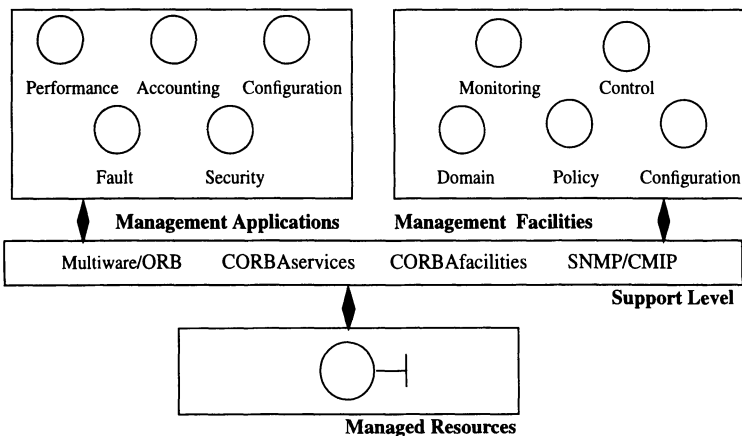 Performance Accounting Configuration
Fault Security
Monitoring Control
Domain Policy Configuration
Management Applications
Management Facilities
Multiware/ORB CORBAservices CORBAfacilities SNMP/CMIP
Support Level
Managed Resources